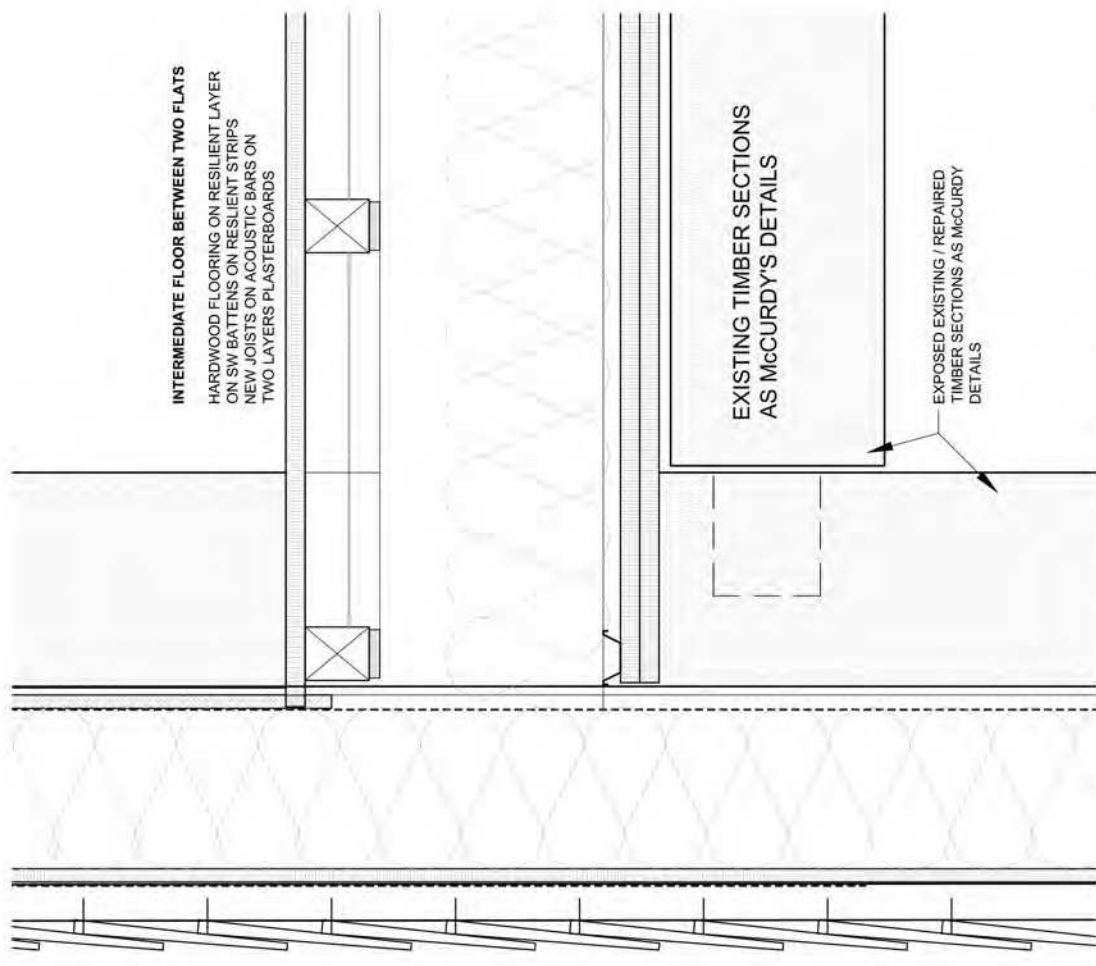 INTERMEDIATE FLOOR BETWEEN TWO FLATS
HARDWOOD FLOORING ON RESILIENT LAYER
ON SW BATTENS ON RESLIENT STRIPS
NEW JOISTS ON ACOUSTIC BARS ON
TWO LAYERS PLASTERBOARDS
EXISTING TIMBER SECTIONS
AS McCURDY'S DETAILS
EXPOSED EXISTING / REPAIRED
TIMBER SECTIONS AS McCURDY
DETAILS